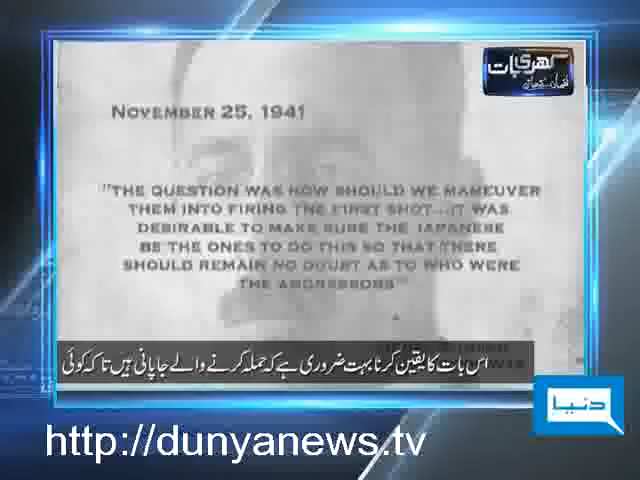 کھری بات
NOVEMBER 25, 1941
"THE QUESTION WAS HOW SHOULD WE MANEUVER
THEM INTO FIRING THE FIRST SHOT...IT WAS
DESIRABLE TO MAKE SURE THE JAPANESE
BE THE ONES TO DO THIS SO THAT THERE
SHOULD REMAIN NO DOUBT AS TO WHO WERE
THE AGGRESSORS"
اس بات کا یقین کرنا بہت ضروری ہے کہ حملہ کرنے والے جاپانی ہیں تاکہ کوئی
دنیا
http://dunyanews.tv